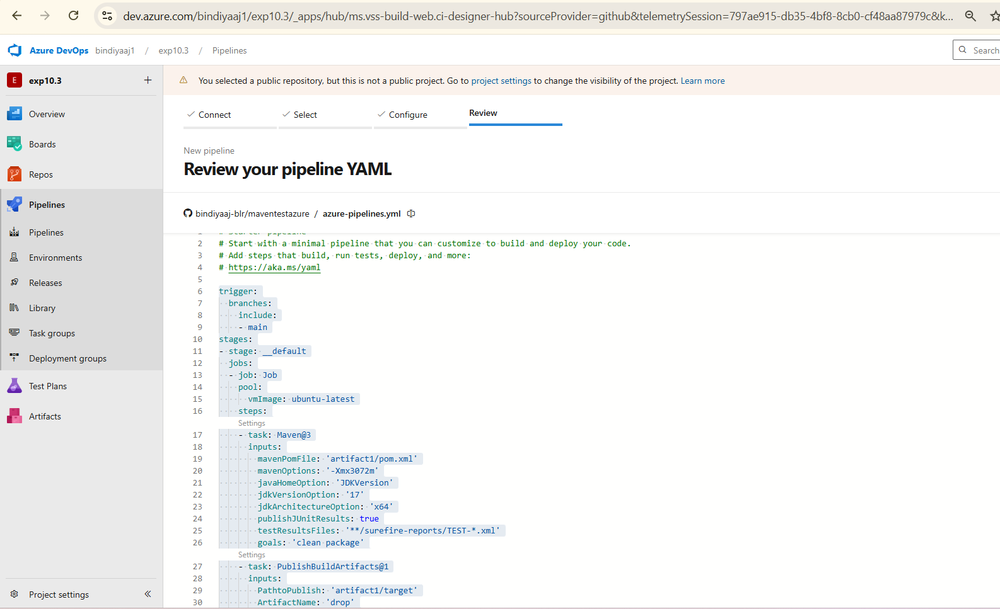 dev.azure.com/bindiyaaj1/exp10.3/_apps/hub/ms.vss-build-web.ci-designer-hub?sourceProvider=github&telemetrySession=797ae915-db35-4bf8-8cb0-cf48aa87979c&k...
Azure DevOps bindiyaaj1 / exp10.3 / Pipelines
Search
E exp10.3 +
You selected a public repository, but this is not a public project. Go to project settings to change the visibility of the project. Learn more
Overview
Boards
Repos
Pipelines
Pipelines
Environments
Releases
Library
Task groups
Deployment groups
Test Plans
Artifacts
Project settings
Connect
Select
Configure
Review
New pipeline
Review your pipeline YAML
bindiyaaj-blr/maventestazure / azure-pipelines.yml
1 # Starter pipeline
2 # Start with a minimal pipeline that you can customize to build and deploy your code.
3 # Add steps that build, run tests, deploy, and more:
4 # https://aka.ms/yaml
5
6 trigger:
7 branches:
8 include:
9 - main
10 stages:
11 - stage: __default
12 jobs:
13 - job: Job
14 pool:
15 vmImage: ubuntu-latest
16 steps:
Settings
17 - task: Maven@3
18 inputs:
19 mavenPomFile: 'artifact1/pom.xml'
20 mavenOptions: '-Xmx3072m'
21 javaHomeOption: 'JDKVersion'
22 jdkVersionOption: '17'
23 jdkArchitectureOption: 'x64'
24 publishJUnitResults: true
25 testResultsFiles: '**/surefire-reports/TEST-*.xml'
26 goals: 'clean package'
Settings
27 - task: PublishBuildArtifacts@1
28 inputs:
29 PathtoPublish: 'artifact1/target'
30 ArtifactName: 'drop'